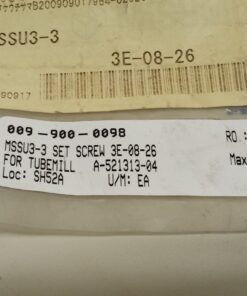 MSSU3-3
3E-08-26
90917
009-900-0098
MSSU3-3 SET SCREW 3E-08-26
FOR TUBEMILL A-521313-04
Loc: SH52A U/M: EA
RO:
Max